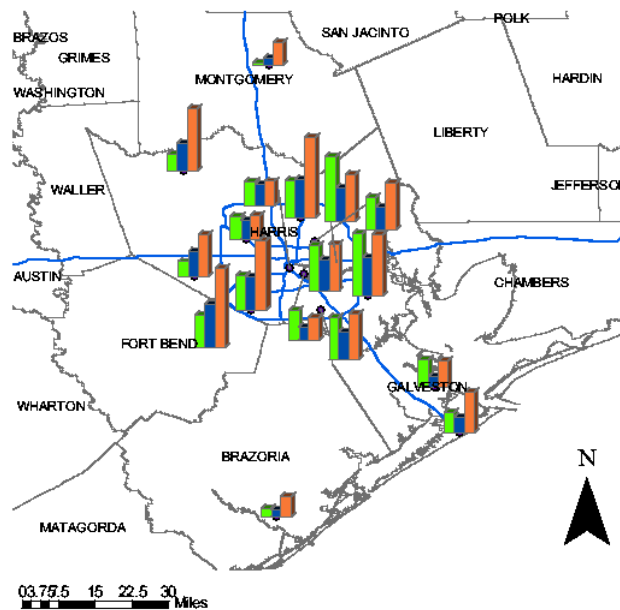 POLK
SAN JACINTO
BRAZOS
GRIMES
MONTGOMERY
HARDIN
WASHINGTON
LIBERTY
WALLER
JEFFERSON
HARRIS
AUSTIN
CHAMBERS
FORT BEND
GALVESTON
WHARTON
BRAZORIA
N
MATAGORDA
03.757.5 15 22.5 30
Miles